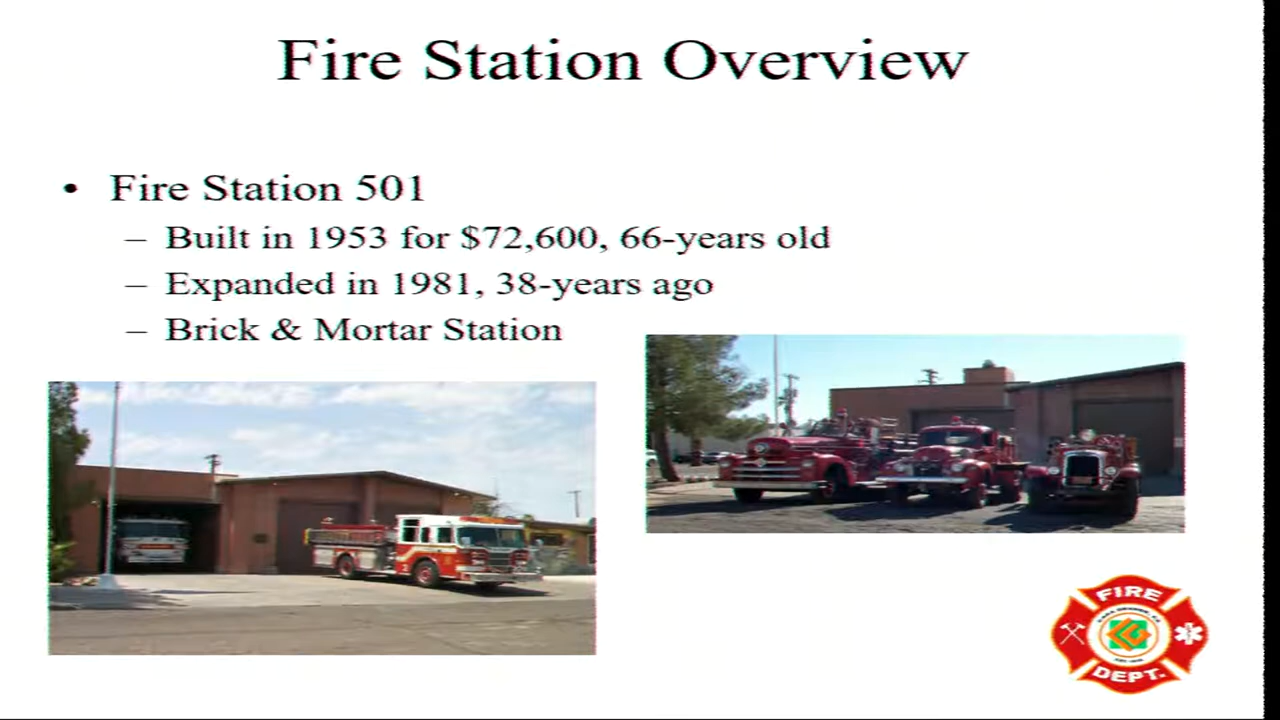 Fire Station Overview
• Fire Station 501
– Built in 1953 for $72,600, 66-years old
– Expanded in 1981, 38-years ago
– Brick & Mortar Station
FIRE
DEPT.